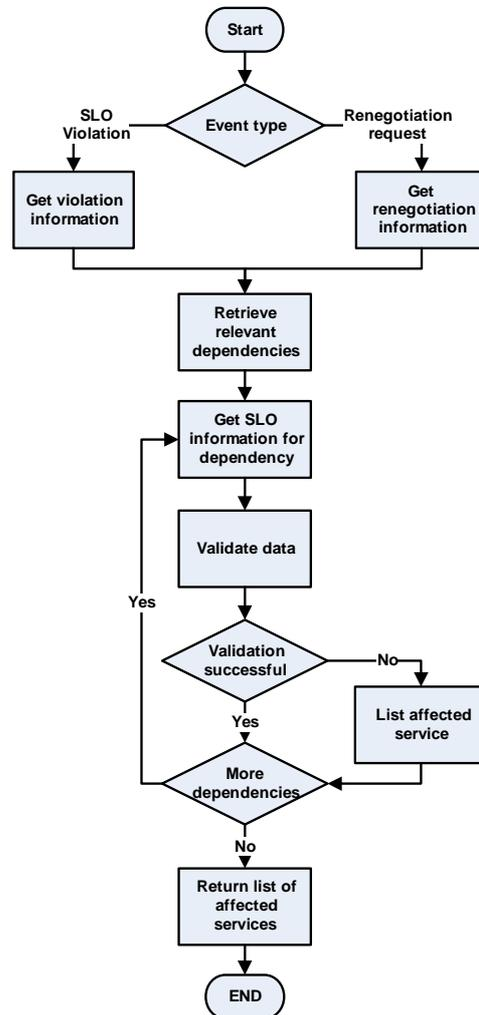 Start
Event type
SLO
Violation
Renegotiation
request
Get violation
information
Get
renegotiation
information
Retrieve
relevant
dependencies
Get SLO
information for
dependency
Validate data
Yes
Validation
successful
No
List affected
service
Yes
More
dependencies
No
Return list of
affected
services
END